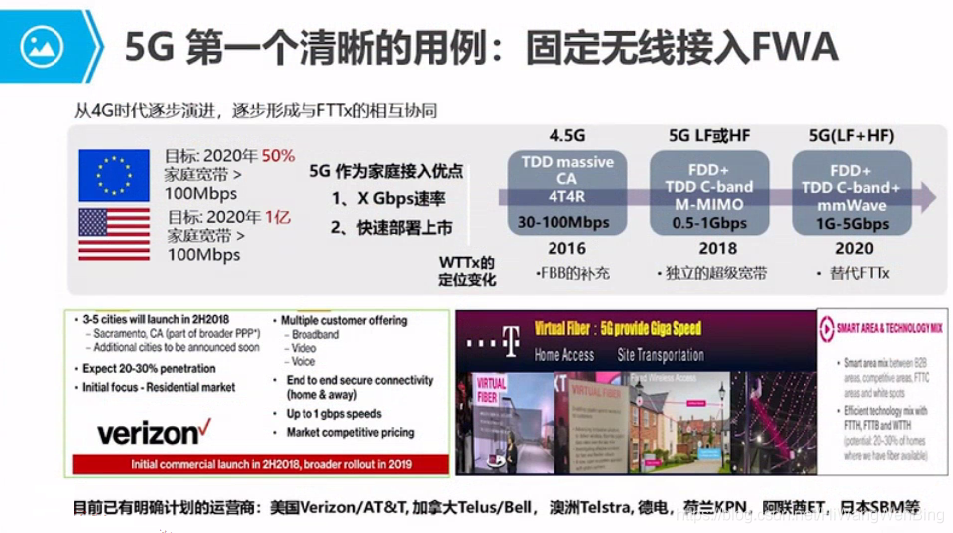 5G 第一个清晰的用例：固定无线接入FWA
从4G时代逐步演进，逐步形成与FTTx的相互协同
目标: 2020年 50%
家庭宽带 >
100Mbps
目标: 2020年 1亿
家庭宽带 >
100Mbps
5G 作为家庭接入优点
1、X Gbps速率
2、快速部署上市
WTTx的
定位变化
4.5G
TDD massive
CA
4T4R
30-100Mbps
2016
•FBB的补充
5G LF或HF
FDD+
TDD C-band
M-MIMO
0.5-1Gbps
2018
•独立的超级宽带
5G(LF+HF)
FDD+
TDD C-band+
mmWave
1G-5Gbps
2020
• 替代FTTx
• 3-5 cities will launch in 2H2018
– Sacramento, CA (part of broader PPP*)
– Additional cities to be announced soon
• Expect 20-30% penetration
• Initial focus - Residential market
verizon✓
• Multiple customer offering
– Broadband
– Video
– Voice
• End to end secure connectivity
(home & away)
• Up to 1 gbps speeds
• Market competitive pricing
Initial commercial launch in 2H2018, broader rollout in 2019
T
Virtual Fiber：5G provide Giga Speed
Home Access Site Transportation
VIRTUAL
FIBER
VIRTUAL FIBER
Fixed Wireless Access
SMART AREA & TECHNOLOGY MIX
• Smart area mix between B2B
areas, competitive areas, FTTC
areas and white spots
• Efficient technology mix with
FTTH, FTTB and WTTH
(potential: 20-30% of homes
where we have fiber available)
目前已有明确计划的运营商：美国Verizon/AT&T, 加拿大Telus/Bell， 澳洲Telstra, 德电，荷兰KPN，阿联酋ET，日本SBM等